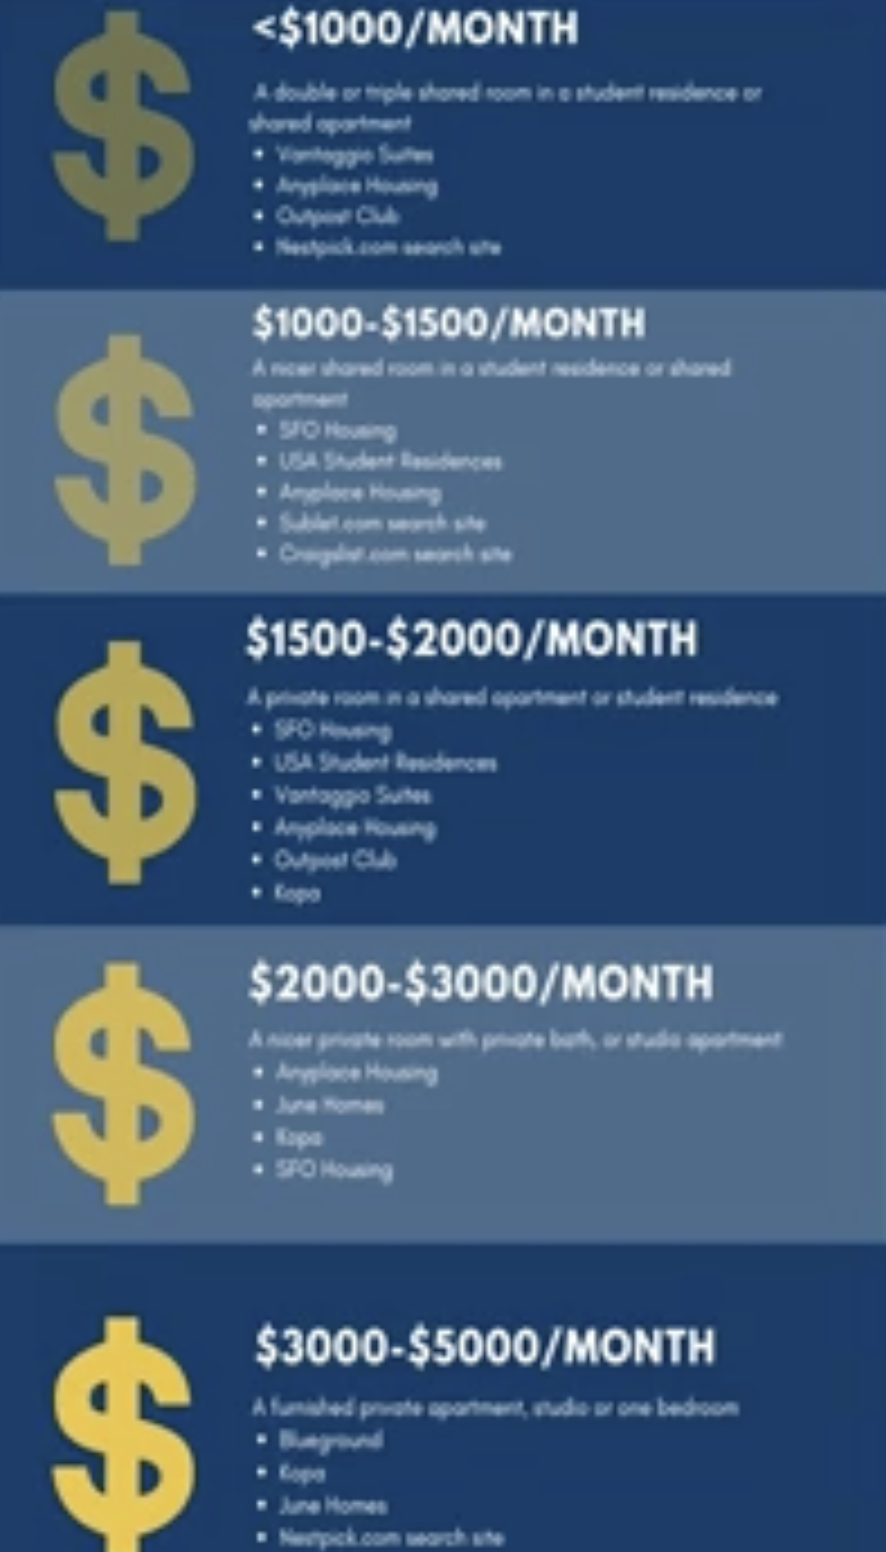 <$1000/MONTH
A double or triple shared room in a student residence or
shared apartment
• Vantaggio Suites
• Anyplace Housing
• Outpost Club
• Nestpick.com search site
$1000-$1500/MONTH
A nicer shared room in a student residence or shared
apartment
• SFO Housing
• USA Student Residences
• Anyplace Housing
• Sublet.com search site
• Craigslist.com search site
$1500-$2000/MONTH
A private room in a shared apartment or student residence
• SFO Housing
• USA Student Residences
• Vantaggio Suites
• Anyplace Housing
• Outpost Club
• Kopa
$2000-$3000/MONTH
A nicer private room with private bath, or studio apartment
• Anyplace Housing
• June Homes
• Kopa
• SFO Housing
$3000-$5000/MONTH
A furnished private apartment, studio or one bedroom
• Blueground
• Kopa
• June Homes
• Nestpick.com search site